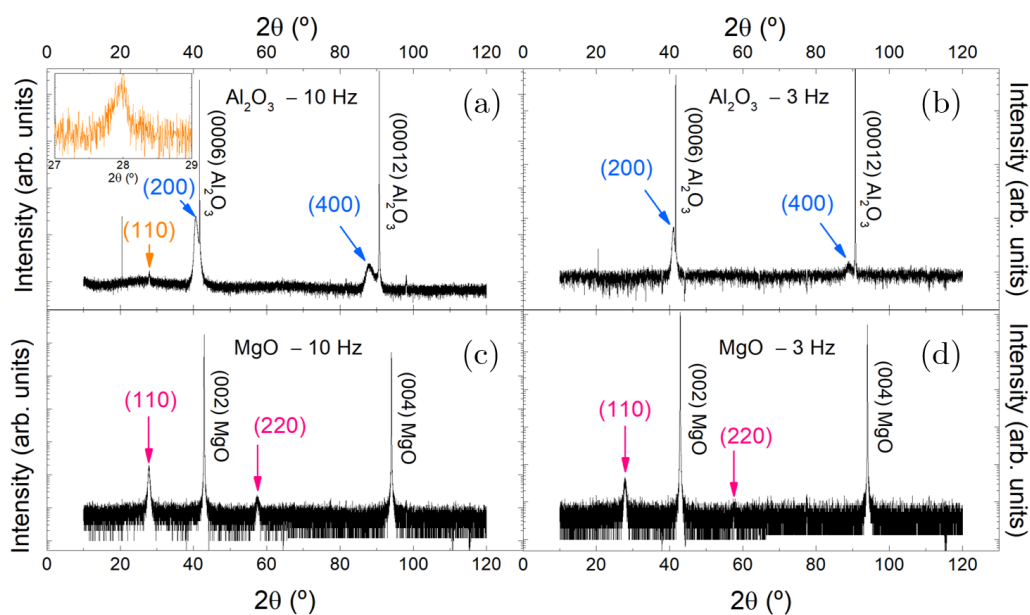 2θ (º)
2θ (º)
0 20 40 60 80 100 120
0 20 40 60 80 100 120
Intensity (arb. units)
27 28 29
2θ (º)
Al₂O₃ – 10 Hz
(a)
(110)
(200)
(0006) Al₂O₃
(400)
(00012) Al₂O₃
Al₂O₃ – 3 Hz
(b)
(200)
(0006) Al₂O₃
(400)
(00012) Al₂O₃
Intensity (arb. units)
Intensity (arb. units)
MgO – 10 Hz
(c)
(110)
(002) MgO
(220)
(004) MgO
MgO – 3 Hz
(d)
(110)
(002) MgO
(220)
(004) MgO
Intensity (arb. units)
0 20 40 60 80 100 120
0 20 40 60 80 100 120
2θ (º)
2θ (º)